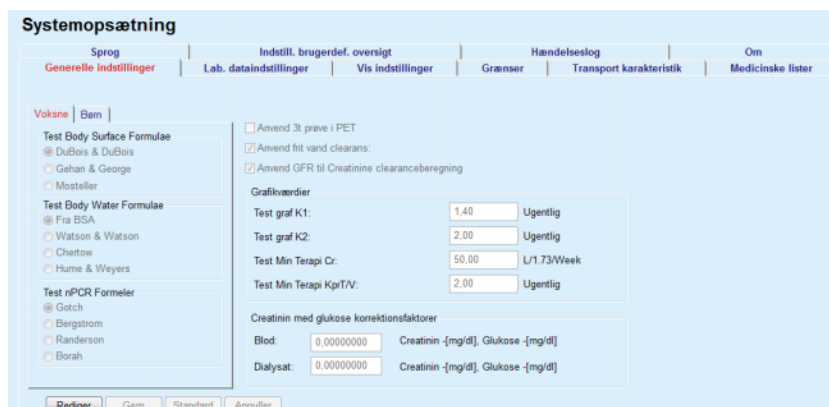 Systemopsætning
Sprog Indstill. brugerdef. oversigt Hændelseslog Om
Generelle indstillinger Lab. dataindstillinger Vis indstillinger Grænser Transport karakteristik Medicinske lister
Voksne Børn
Test Body Surface Formulae
DuBois & DuBois
Gehan & George
Mosteller
Test Body Water Formulae
Fra BSA
Watson & Watson
Chertow
Hume & Weyers
Test nPCR Formeler
Gotch
Bergstrom
Randerson
Borah
Anvend 3t prøve i PET
Anvend frit vand clearans:
Anvend GFR til Creatinine clearanceberegning
Grafikværdier
Test graf K1: 1,40 Ugentlig
Test graf K2: 2,00 Ugentlig
Test Min Terapi Cr: 50,00 L/1.73/Week
Test Min Terapi KprT/V: 2,00 Ugentlig
Creatinin med glukose korrektionsfaktorer
Blod: 0,00000000 Creatinin -[mg/dl], Glukose -[mg/dl]
Dialysat: 0,00000000 Creatinin -[mg/dl], Glukose -[mg/dl]
Rediger Gem Standard Annuller